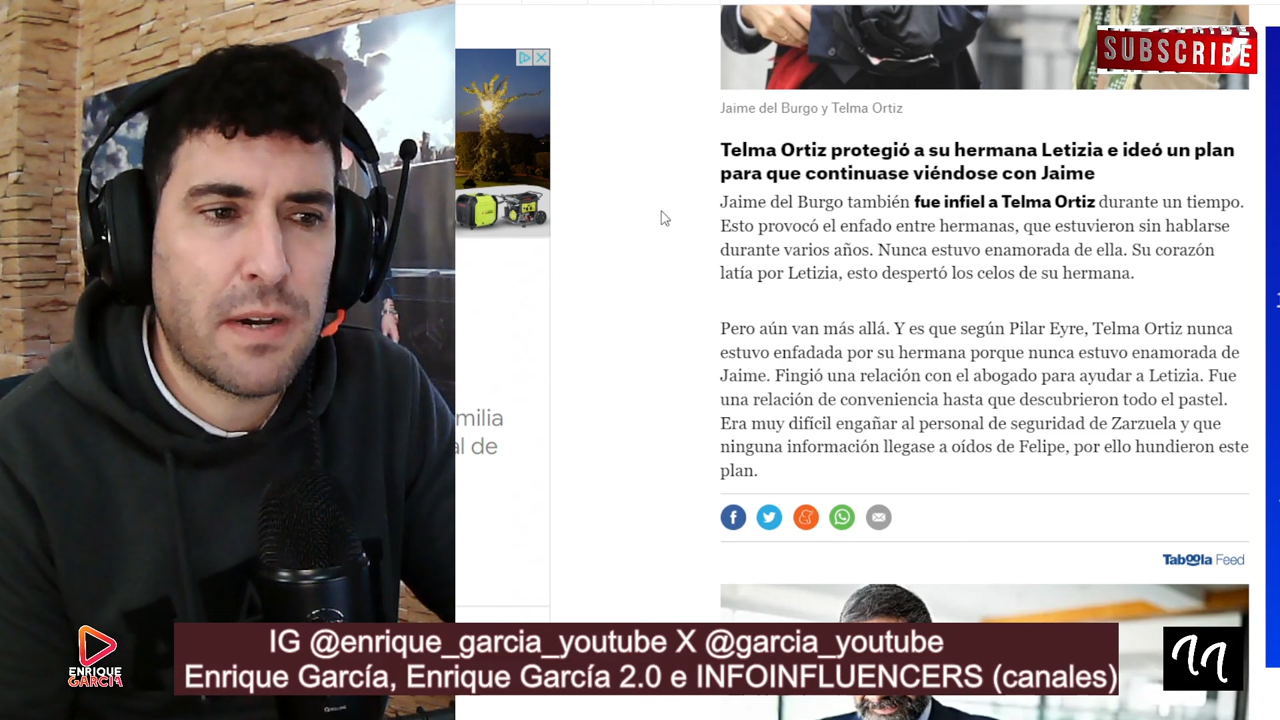 SUBSCRIBE
Jaime del Burgo y Telma Ortiz
Telma Ortiz protegió a su hermana Letizia e ideó un plan
para que continuase viéndose con Jaime
Jaime del Burgo también fue infiel a Telma Ortiz durante un tiempo.
Esto provocó el enfado entre hermanas, que estuvieron sin hablarse
durante varios años. Nunca estuvo enamorada de ella. Su corazón
latía por Letizia, esto despertó los celos de su hermana.
Pero aún van más allá. Y es que según Pilar Eyre, Telma Ortiz nunca
estuvo enfadada por su hermana porque nunca estuvo enamorada de
Jaime. Fingió una relación con el abogado para ayudar a Letizia. Fue
una relación de conveniencia hasta que descubrieron todo el pastel.
Era muy difícil engañar al personal de seguridad de Zarzuela y que
ninguna información llegase a oídos de Felipe, por ello hundieron este
plan.
milia
al de
Taboola Feed
ENRIQUE
GARCÍA
IG @enrique_garcia_youtube X @garcia_youtube
Enrique García, Enrique García 2.0 e INFOINFLUENCERS (canales)